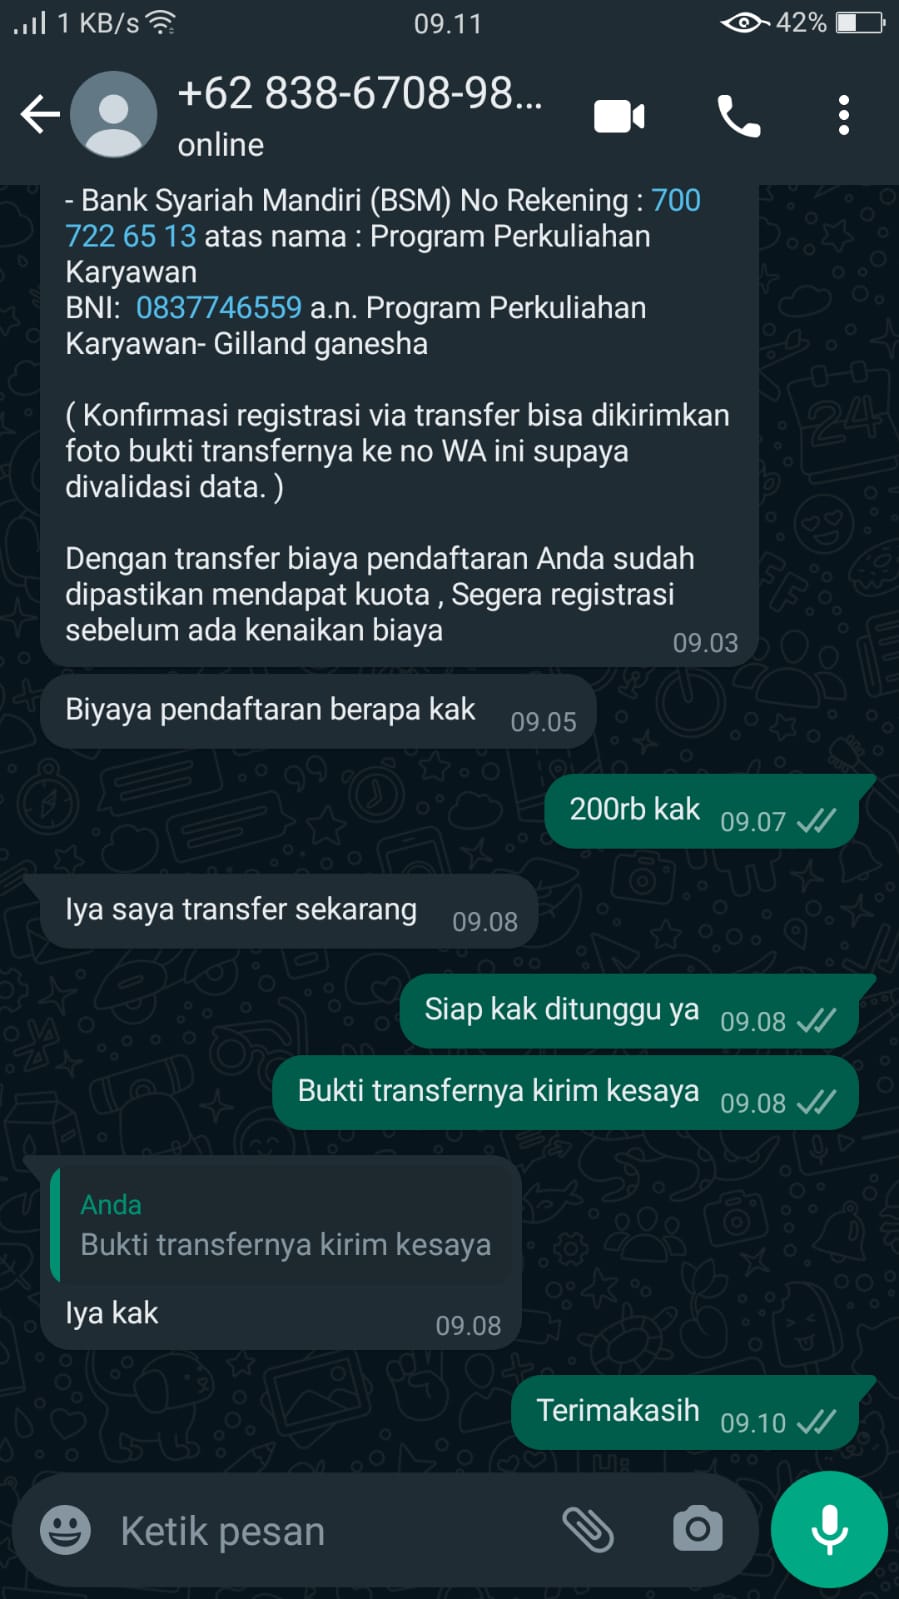 1 KB/s 09.11 42%
+62 838-6708-98...
online
- Bank Syariah Mandiri (BSM) No Rekening : 700
722 65 13 atas nama : Program Perkuliahan
Karyawan
BNI: 0837746559 a.n. Program Perkuliahan
Karyawan- Gilland ganesha
( Konfirmasi registrasi via transfer bisa dikirimkan
foto bukti transfernya ke no WA ini supaya
divalidasi data. )
Dengan transfer biaya pendaftaran Anda sudah
dipastikan mendapat kuota , Segera registrasi
sebelum ada kenaikan biaya
09.03
Biyaya pendaftaran berapa kak 09.05
200rb kak 09.07
Iya saya transfer sekarang 09.08
Siap kak ditunggu ya 09.08
Bukti transfernya kirim kesaya 09.08
Anda
Bukti transfernya kirim kesaya
Iya kak 09.08
Terimakasih 09.10
Ketik pesan